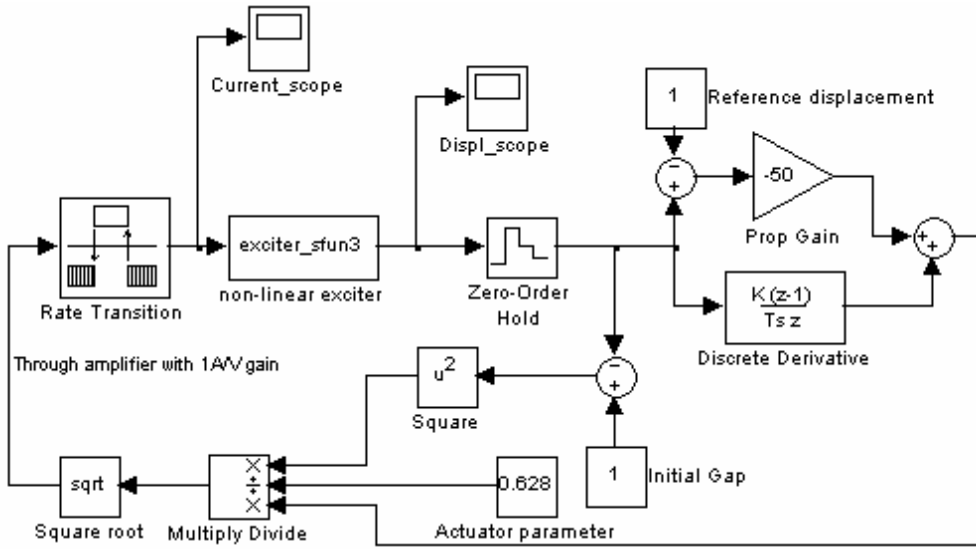 Current_scope
1
Reference displacement
Displ_scope
−
+
-50
Prop Gain
+
+
exciter_sfun3
Rate Transition
non-linear exciter
Zero-Order
Hold
K (z-1)
Ts z
Discrete Derivative
Through amplifier with 1A/V gain
u2
Square
−
+
1
Initial Gap
sqrt
Square root
×
÷
×
Multiply Divide
0.628
Actuator parameter